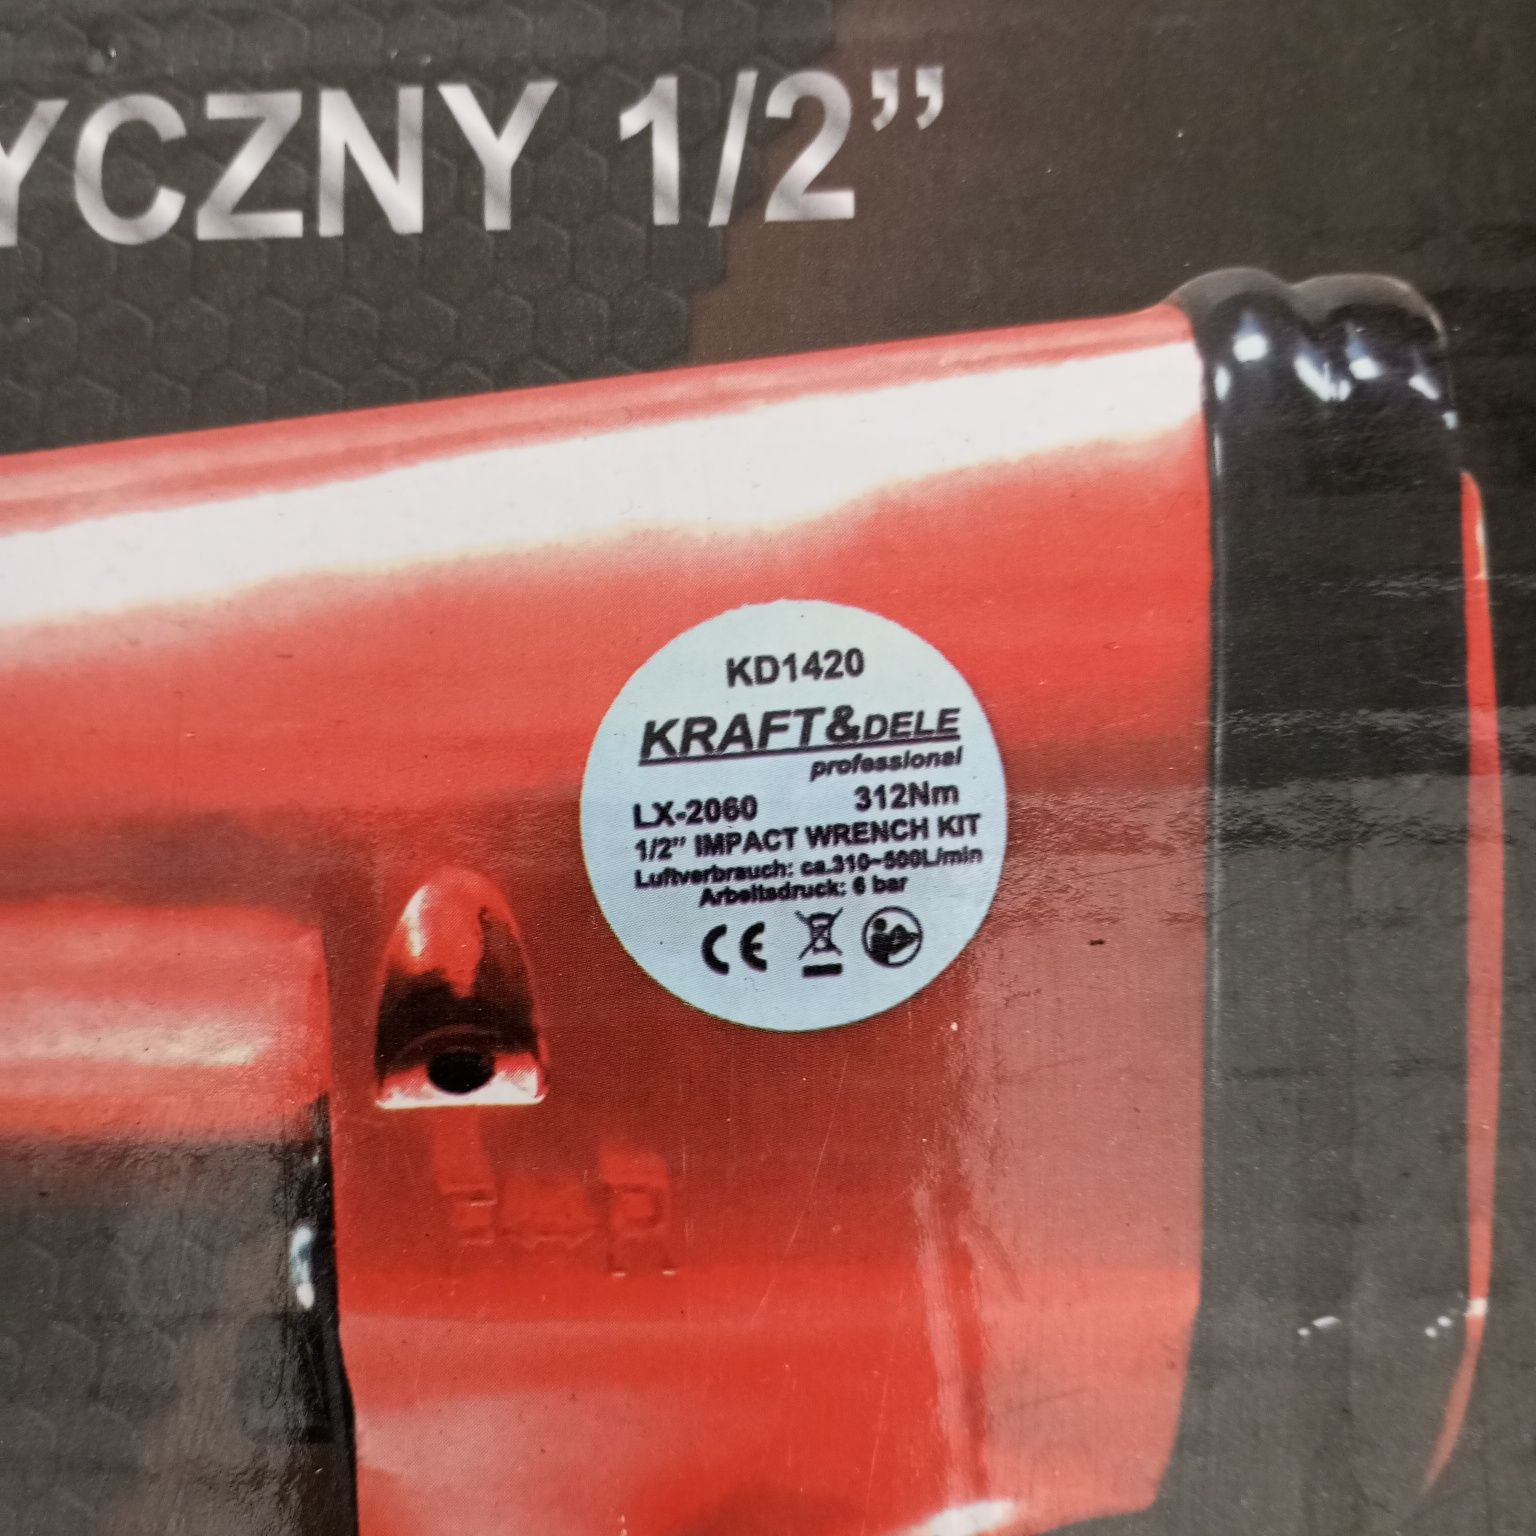 YCZNY 1/2”
KD1420
KRAFT&DELE
professional
LX-2060 312Nm
1/2” IMPACT WRENCH KIT
Luftverbrauch: ca.310~500L/min
Arbeitsdruck: 6 bar
CE
F R